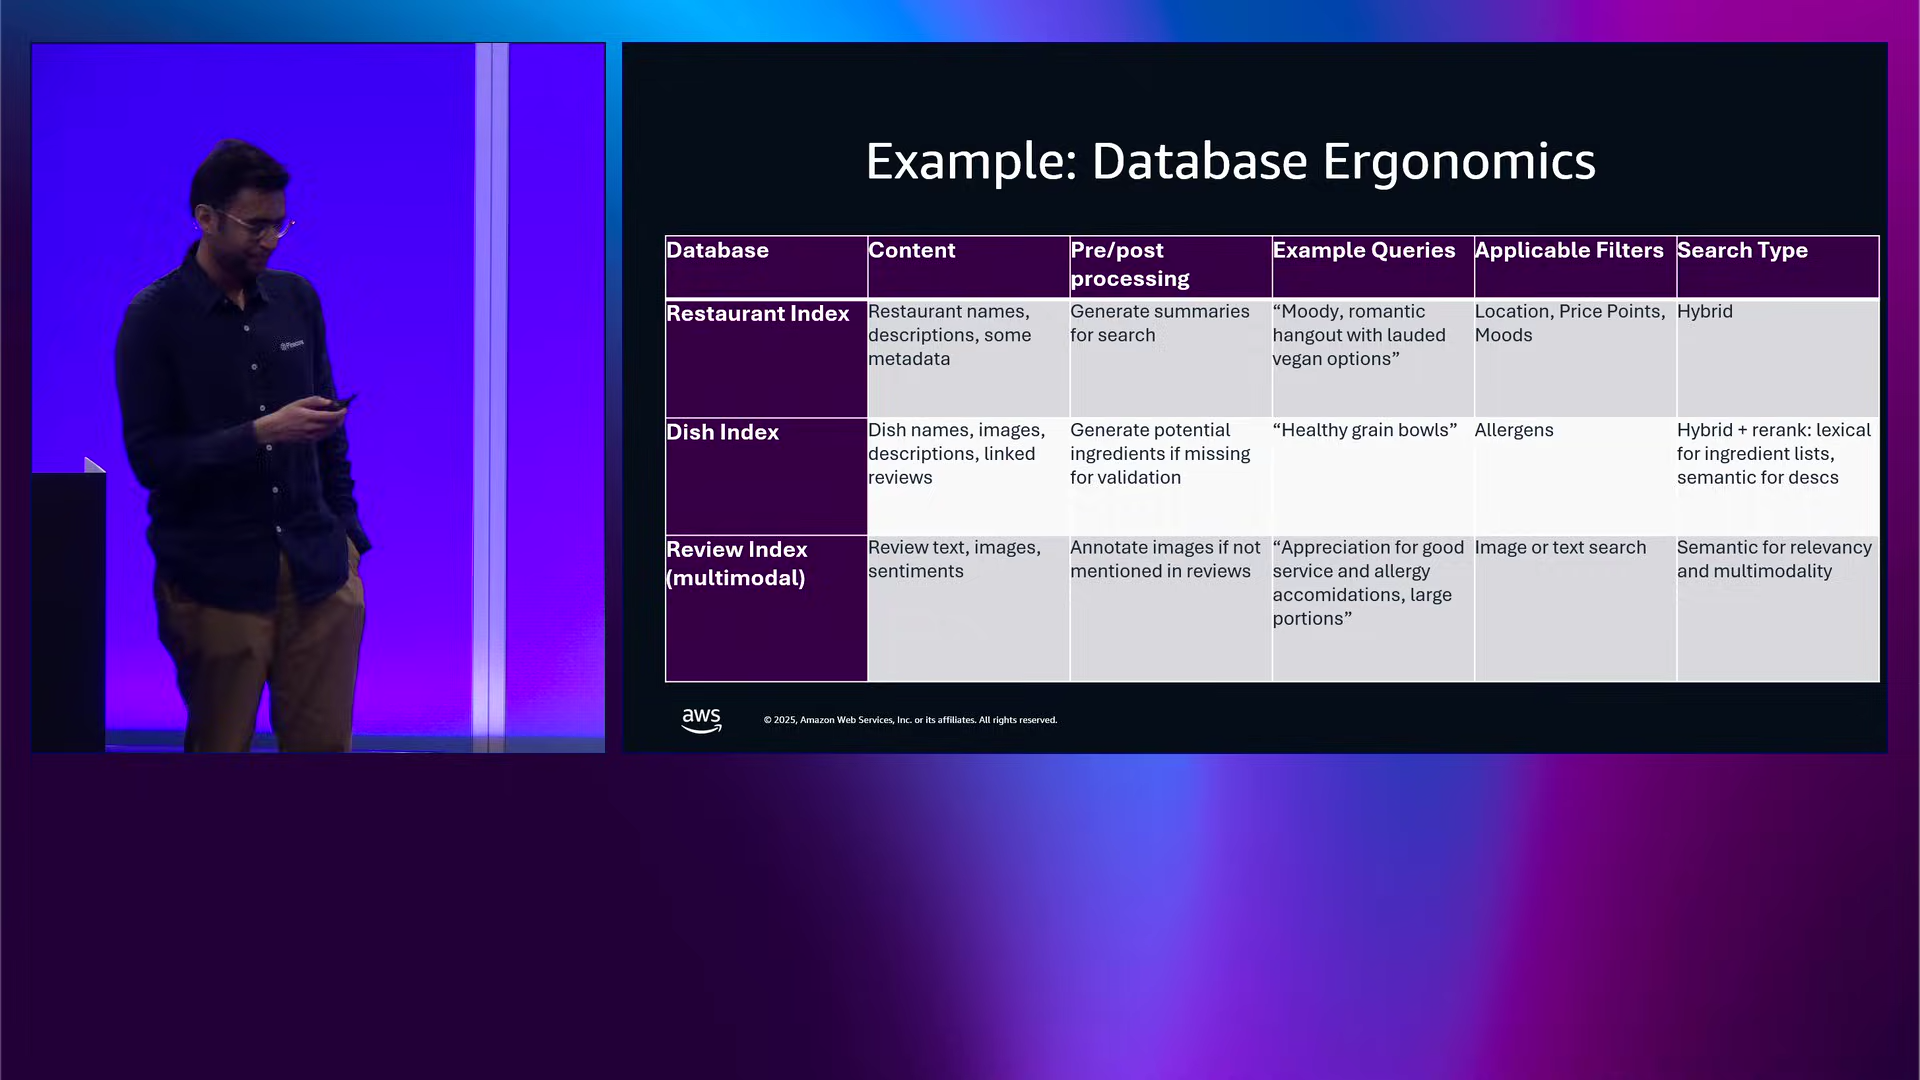 Example: Database Ergonomics
Database
Content
Pre/post
processing
Example Queries
Applicable Filters
Search Type
Restaurant Index
Restaurant names,
descriptions, some
metadata
Generate summaries
for search
“Moody, romantic
hangout with lauded
vegan options”
Location, Price Points,
Moods
Hybrid
Dish Index
Dish names, images,
descriptions, linked
reviews
Generate potential
ingredients if missing
for validation
“Healthy grain bowls”
Allergens
Hybrid + rerank: lexical
for ingredient lists,
semantic for descs
Review Index
(multimodal)
Review text, images,
sentiments
Annotate images if not
mentioned in reviews
“Appreciation for good
service and allergy
accomidations, large
portions”
Image or text search
Semantic for relevancy
and multimodality
aws
© 2025, Amazon Web Services, Inc. or its affiliates. All rights reserved.